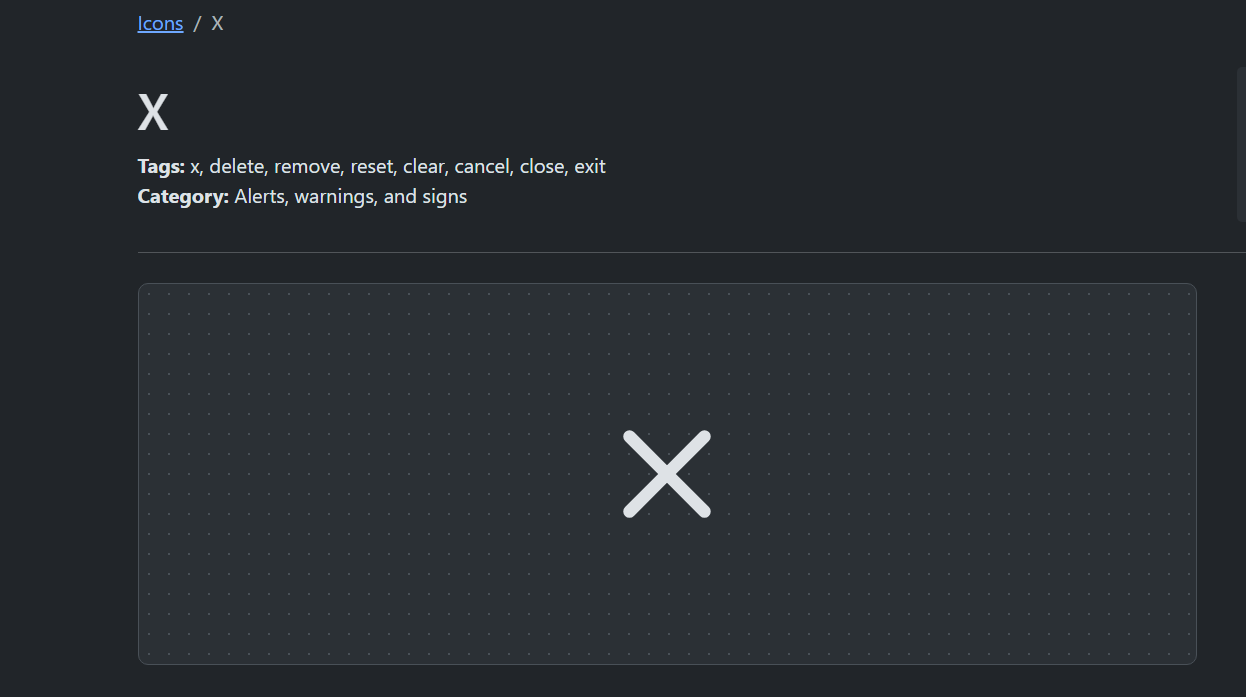 Icons / X
X
Tags: x, delete, remove, reset, clear, cancel, close, exit
Category: Alerts, warnings, and signs